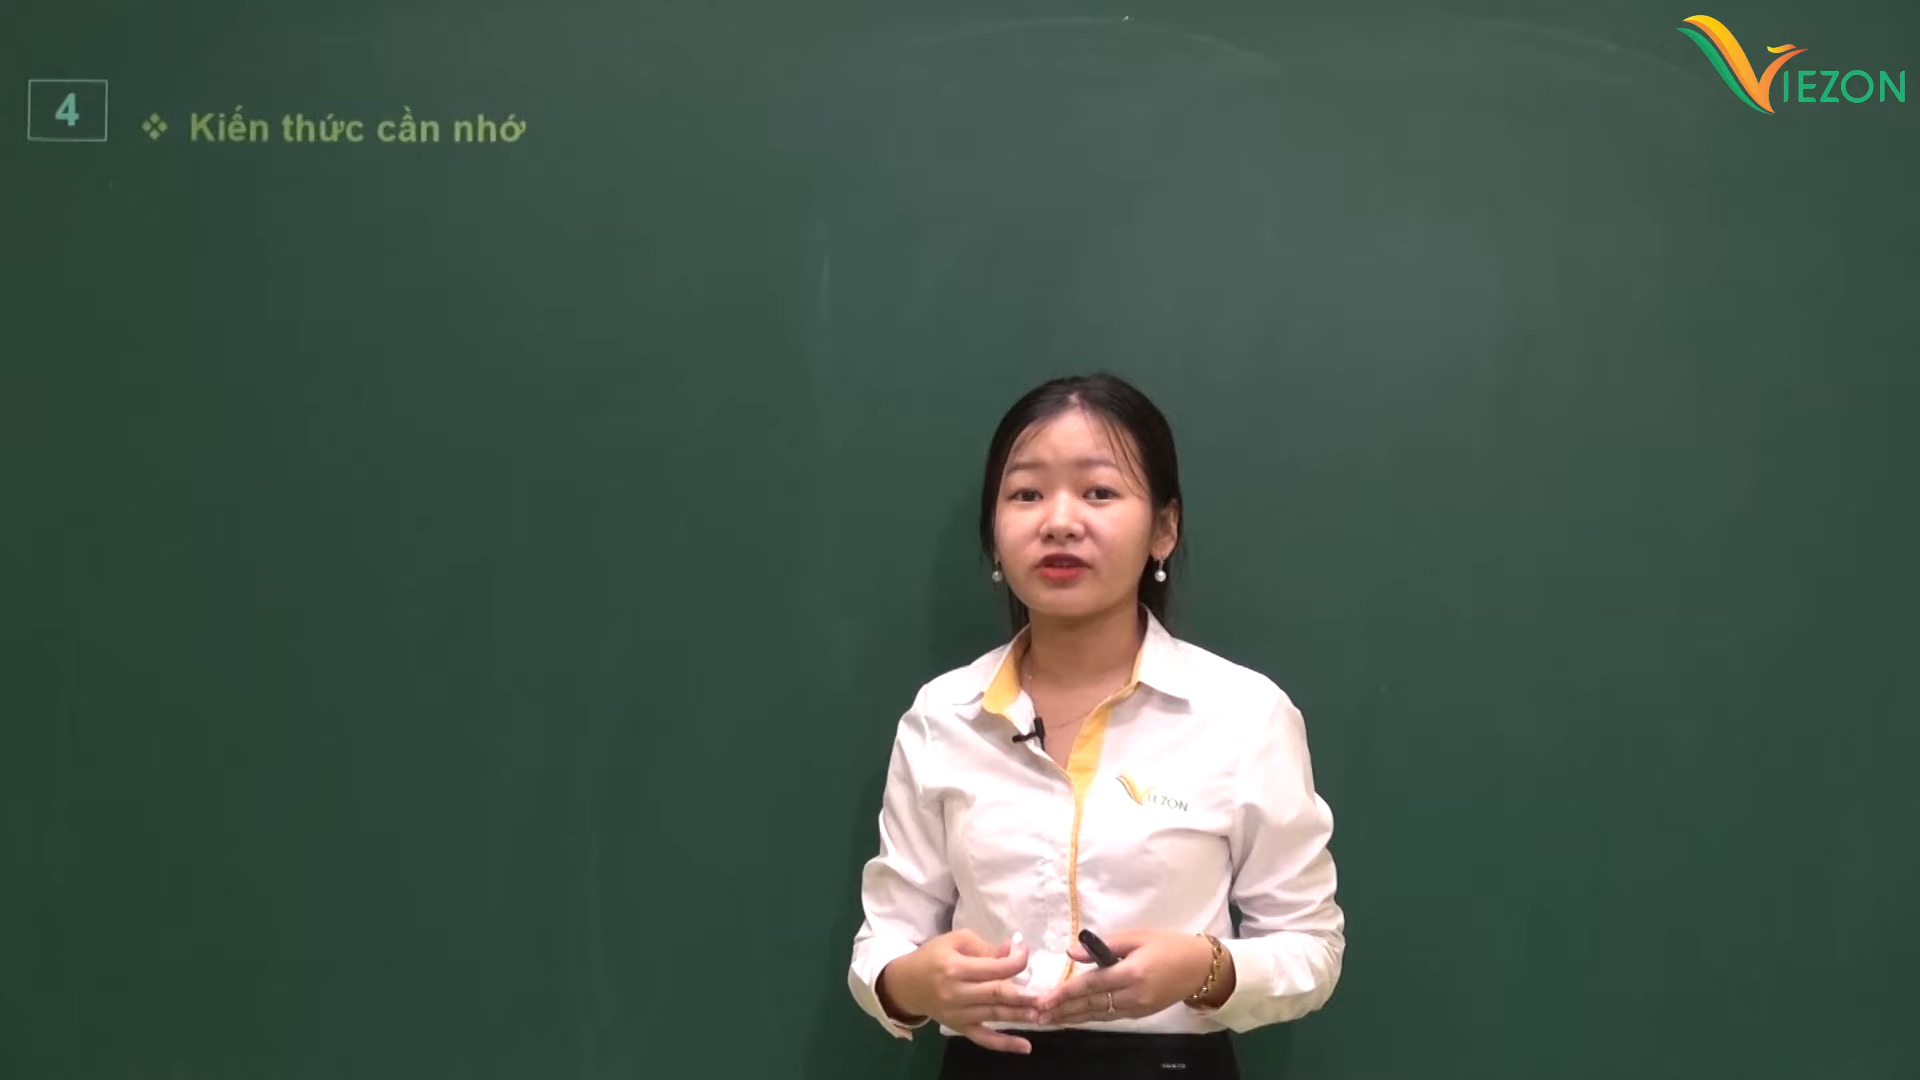 VIEZON
4
❖ Kiến thức cần nhớ
VIEZON